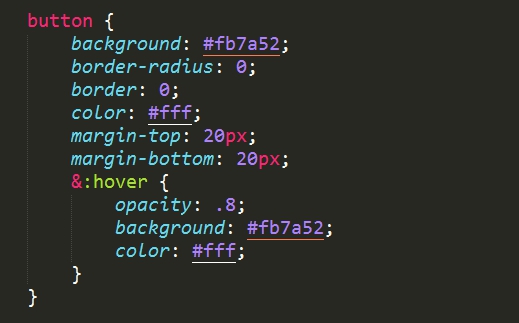 button {
    background: #fb7a52;
    border-radius: 0;
    border: 0;
    color: #fff;
    margin-top: 20px;
    margin-bottom: 20px;
    &:hover {
        opacity: .8;
        background: #fb7a52;
        color: #fff;
    }
}